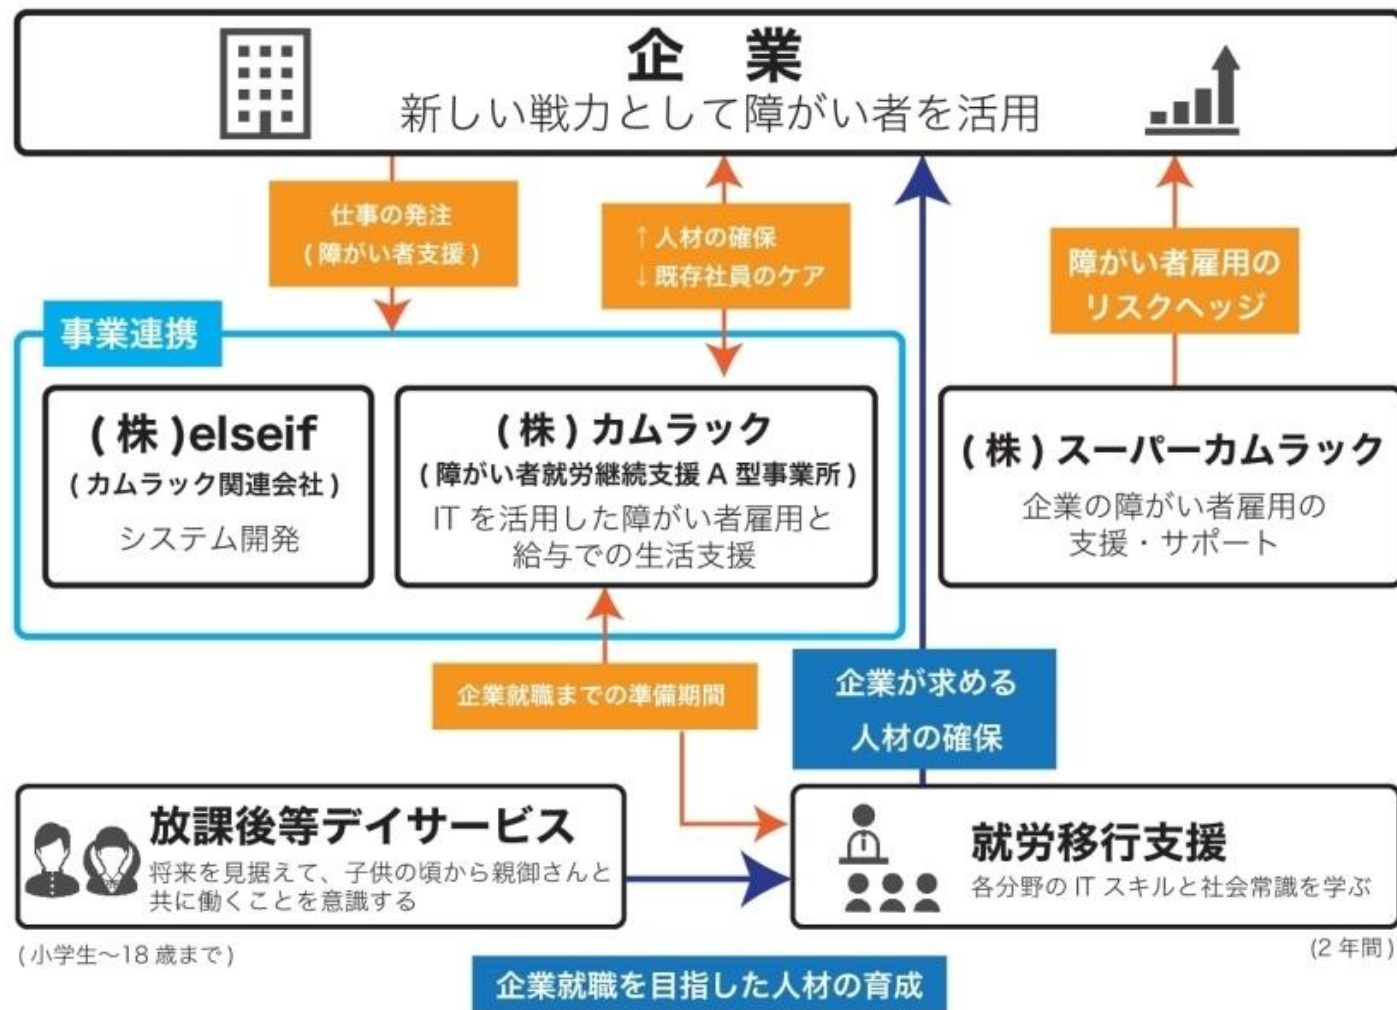 企　業
新しい戦力として障がい者を活用
仕事の発注
( 障がい者支援 )
↑ 人材の確保
↓ 既存社員のケア
障がい者雇用の
リスクヘッジ
事業連携
( 株 )elseif
( カムラック関連会社 )
システム開発
( 株 ) カムラック
( 障がい者就労継続支援 A 型事業所 )
IT を活用した障がい者雇用と
給与での生活支援
( 株 ) スーパーカムラック
企業の障がい者雇用の
支援・サポート
企業就職までの準備期間
企業が求める
人材の確保
放課後等デイサービス
将来を見据えて、子供の頃から親御さんと
共に働くことを意識する
( 小学生～18 歳まで )
就労移行支援
各分野の IT スキルと社会常識を学ぶ
(2 年間 )
企業就職を目指した人材の育成